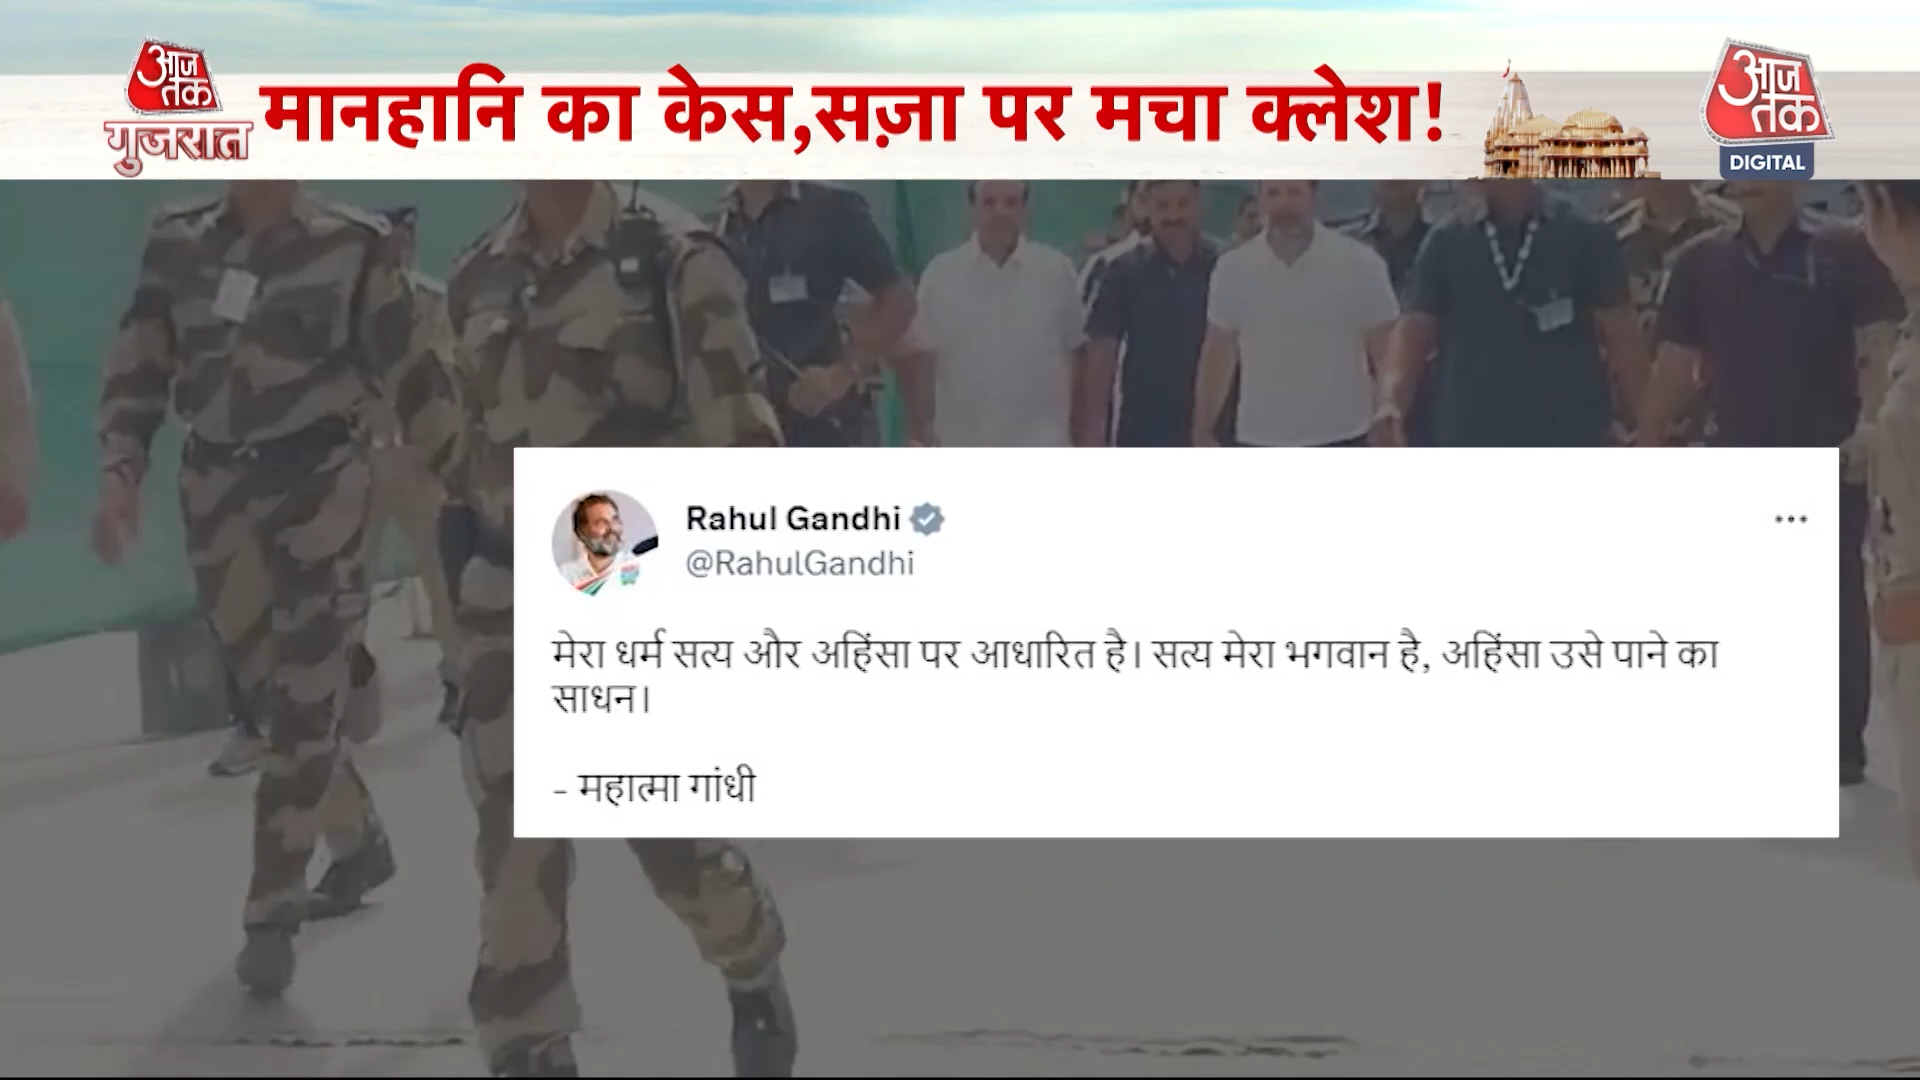 आज
तक
गुजरात
मानहानि का केस,सज़ा पर मचा क्लेश!
आज
तक
DIGITAL
Rahul Gandhi
@RahulGandhi
मेरा धर्म सत्य और अहिंसा पर आधारित है। सत्य मेरा भगवान है, अहिंसा उसे पाने का
साधन।
- महात्मा गांधी